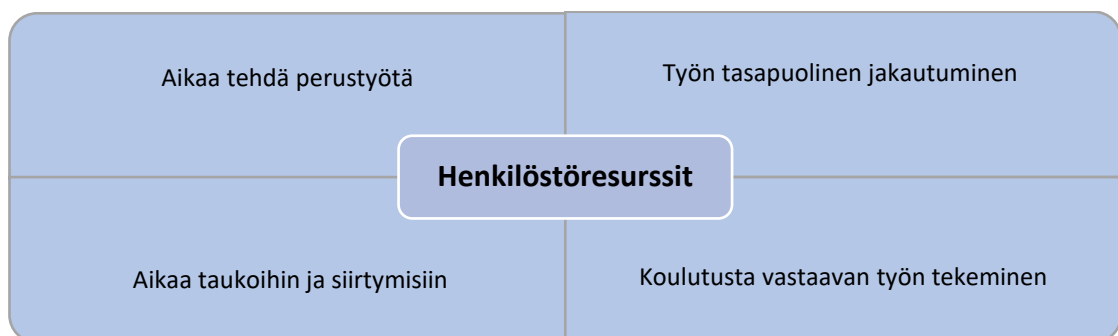 Aikaa tehdä perustyötä
Työn tasapuolinen jakautuminen
Henkilöstöresurssit
Aikaa taukoihin ja siirtymisiin
Koulutusta vastaavan työn tekeminen